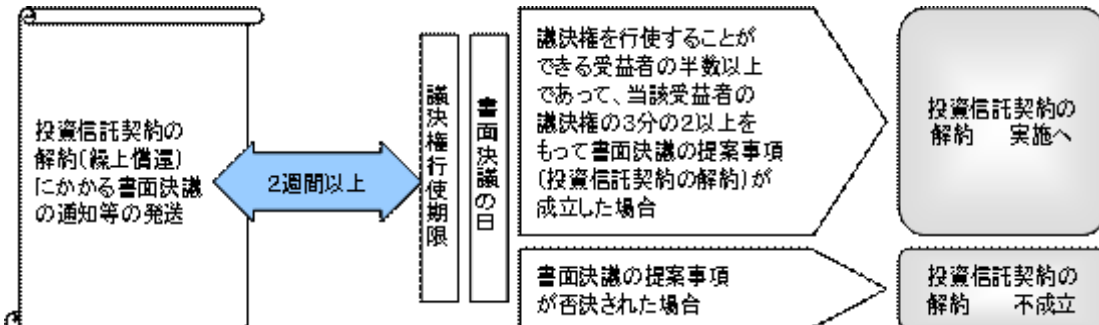 投資信託契約の
解約(繰上償還)
にかかる書面決議
の通知等の発送
2週間以上
議決権行使期限
書面決議の日
議決権を行使することが
できる受益者の半数以上
であって、当該受益者の
議決権の3分の2以上を
もって書面決議の提案事項
(投資信託契約の解約)が
成立した場合
投資信託契約の
解約　実施へ
書面決議の提案事項
が否決された場合
投資信託契約の
解約　不成立